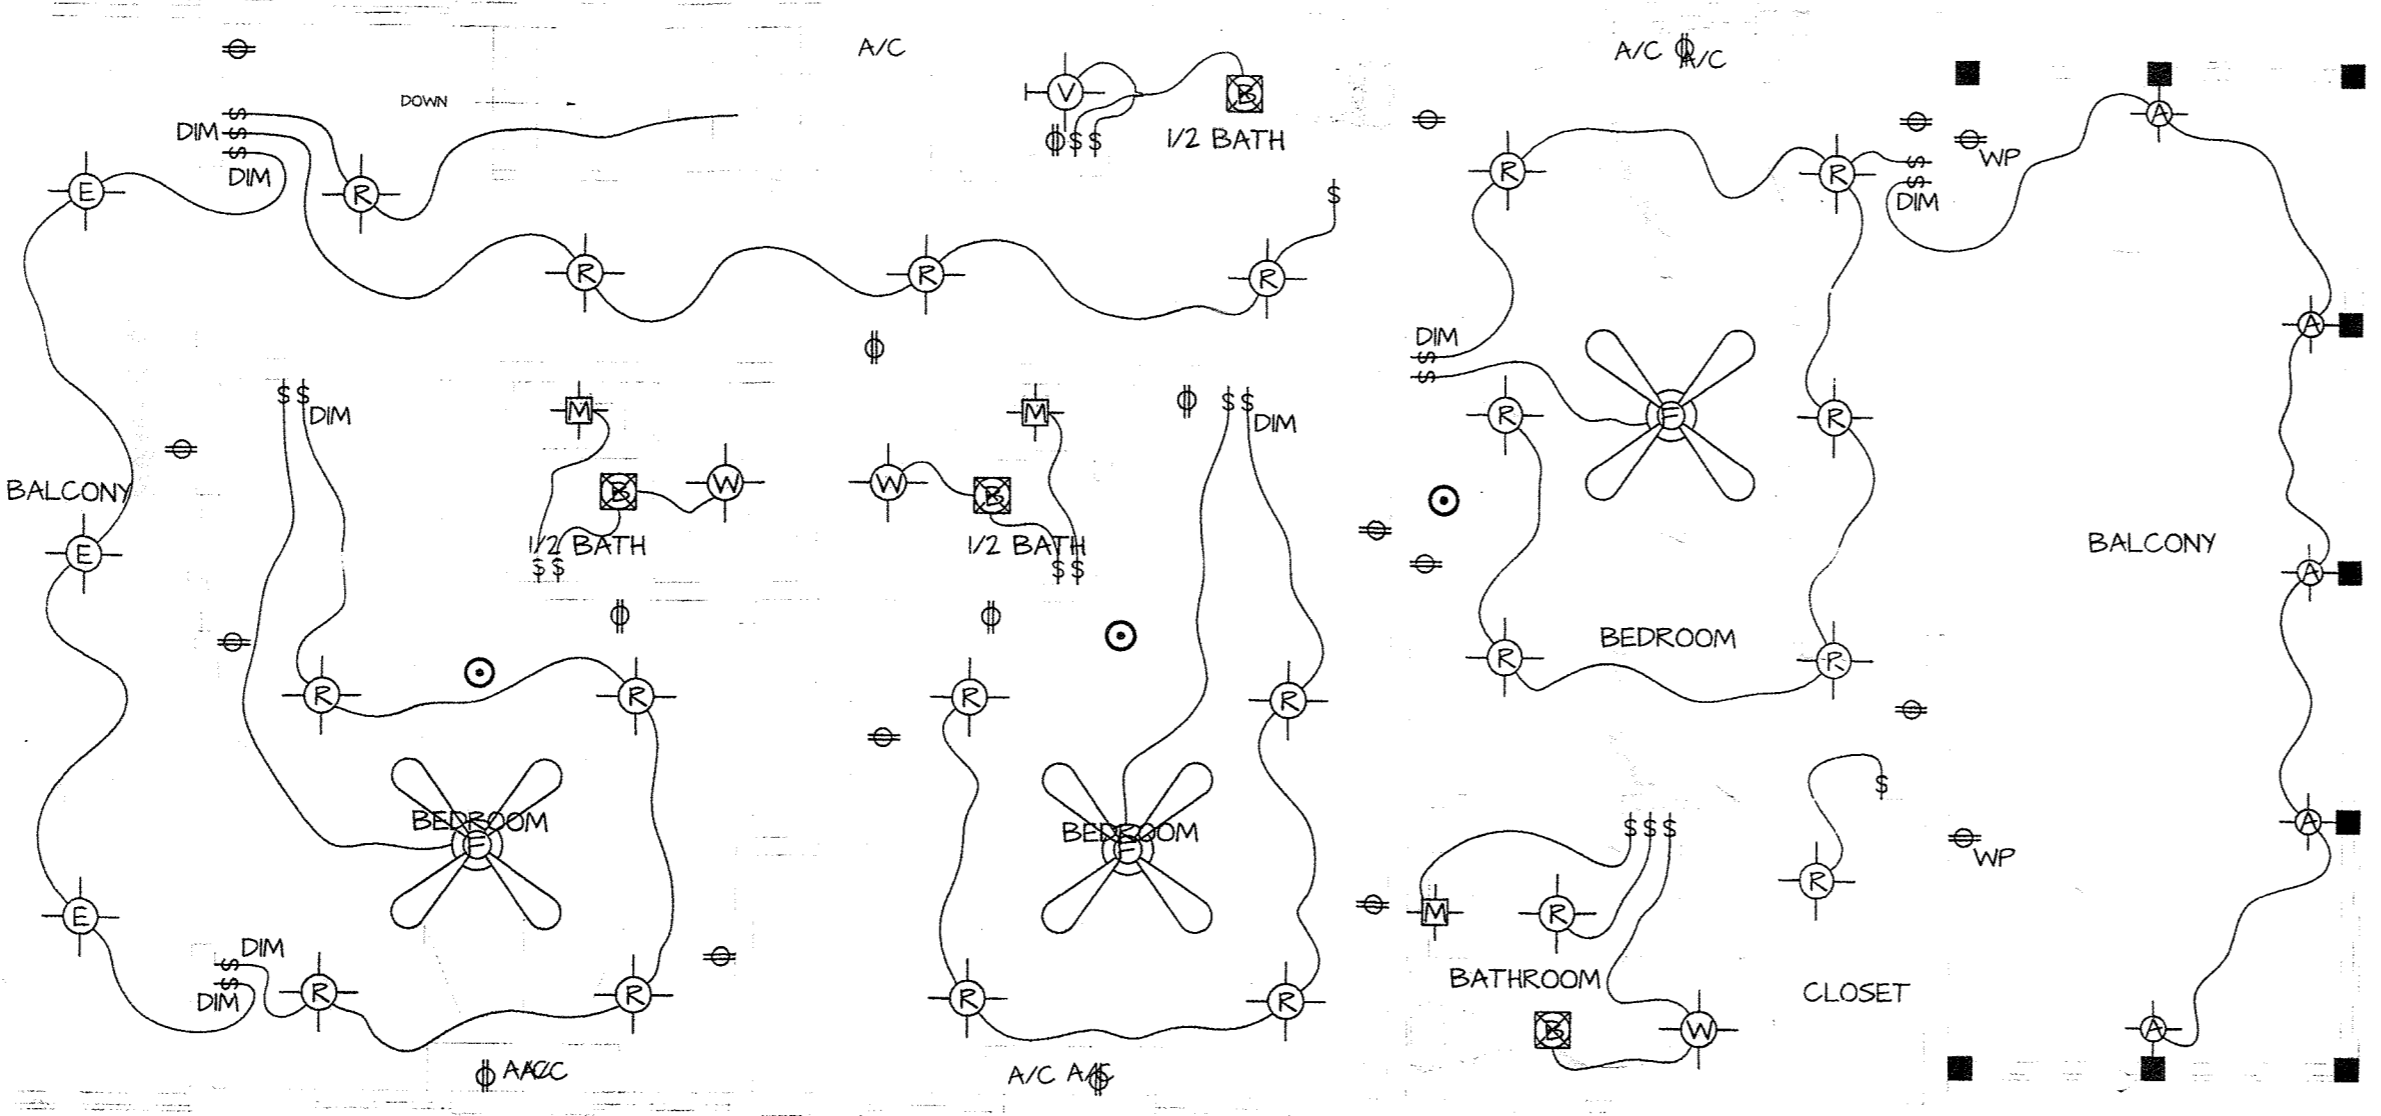 A/C
A/C A/C
DOWN
V
B
$
DIM $
$
DIM
$ $
1/2 BATH
WP
A
E
R
R
R
$
$
DIM
R
R
R
R
A
DIM
$
$
$ $
DIM
M
M
$ $
DIM
R
F
R
BALCONY
B
W
W
B
E
1/2 BATH
$ $
1/2 BATH
$ $
BALCONY
A
R
R
R
R
BEDROOM
R
R
$
BEDROOM
F
BEDROOM
F
$ $ $
A
WP
E
M
R
R
DIM
$
$
DIM
R
R
R
R
BATHROOM
CLOSET
B
W
A
A/C A/C
A/C A/C